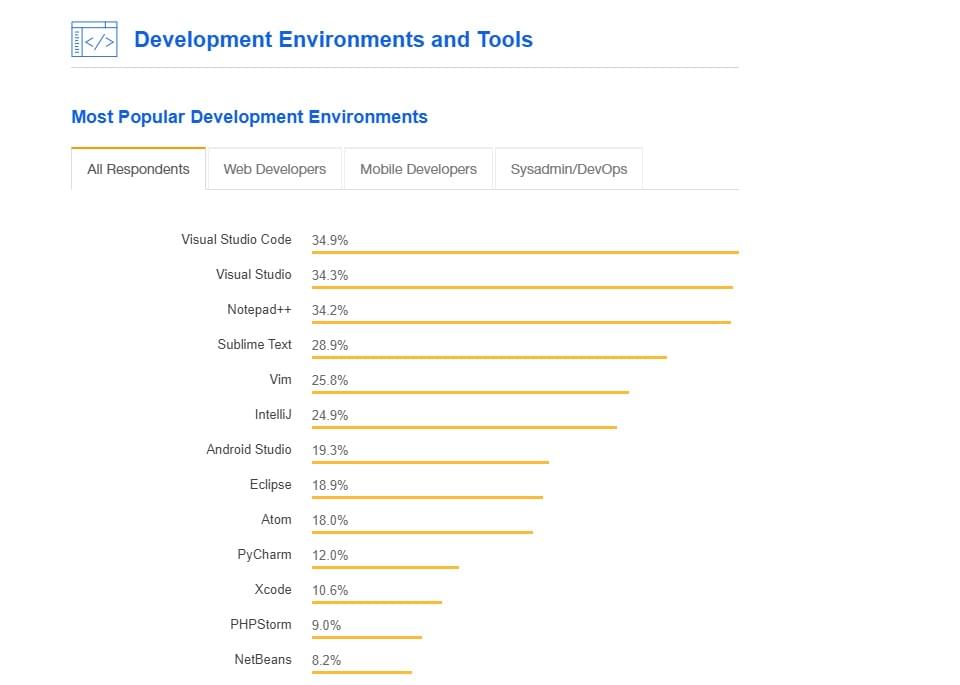 </>
Development Environments and Tools
Most Popular Development Environments
All Respondents Web Developers Mobile Developers Sysadmin/DevOps
Visual Studio Code 34.9%
Visual Studio 34.3%
Notepad++ 34.2%
Sublime Text 28.9%
Vim 25.8%
IntelliJ 24.9%
Android Studio 19.3%
Eclipse 18.9%
Atom 18.0%
PyCharm 12.0%
Xcode 10.6%
PHPStorm 9.0%
NetBeans 8.2%